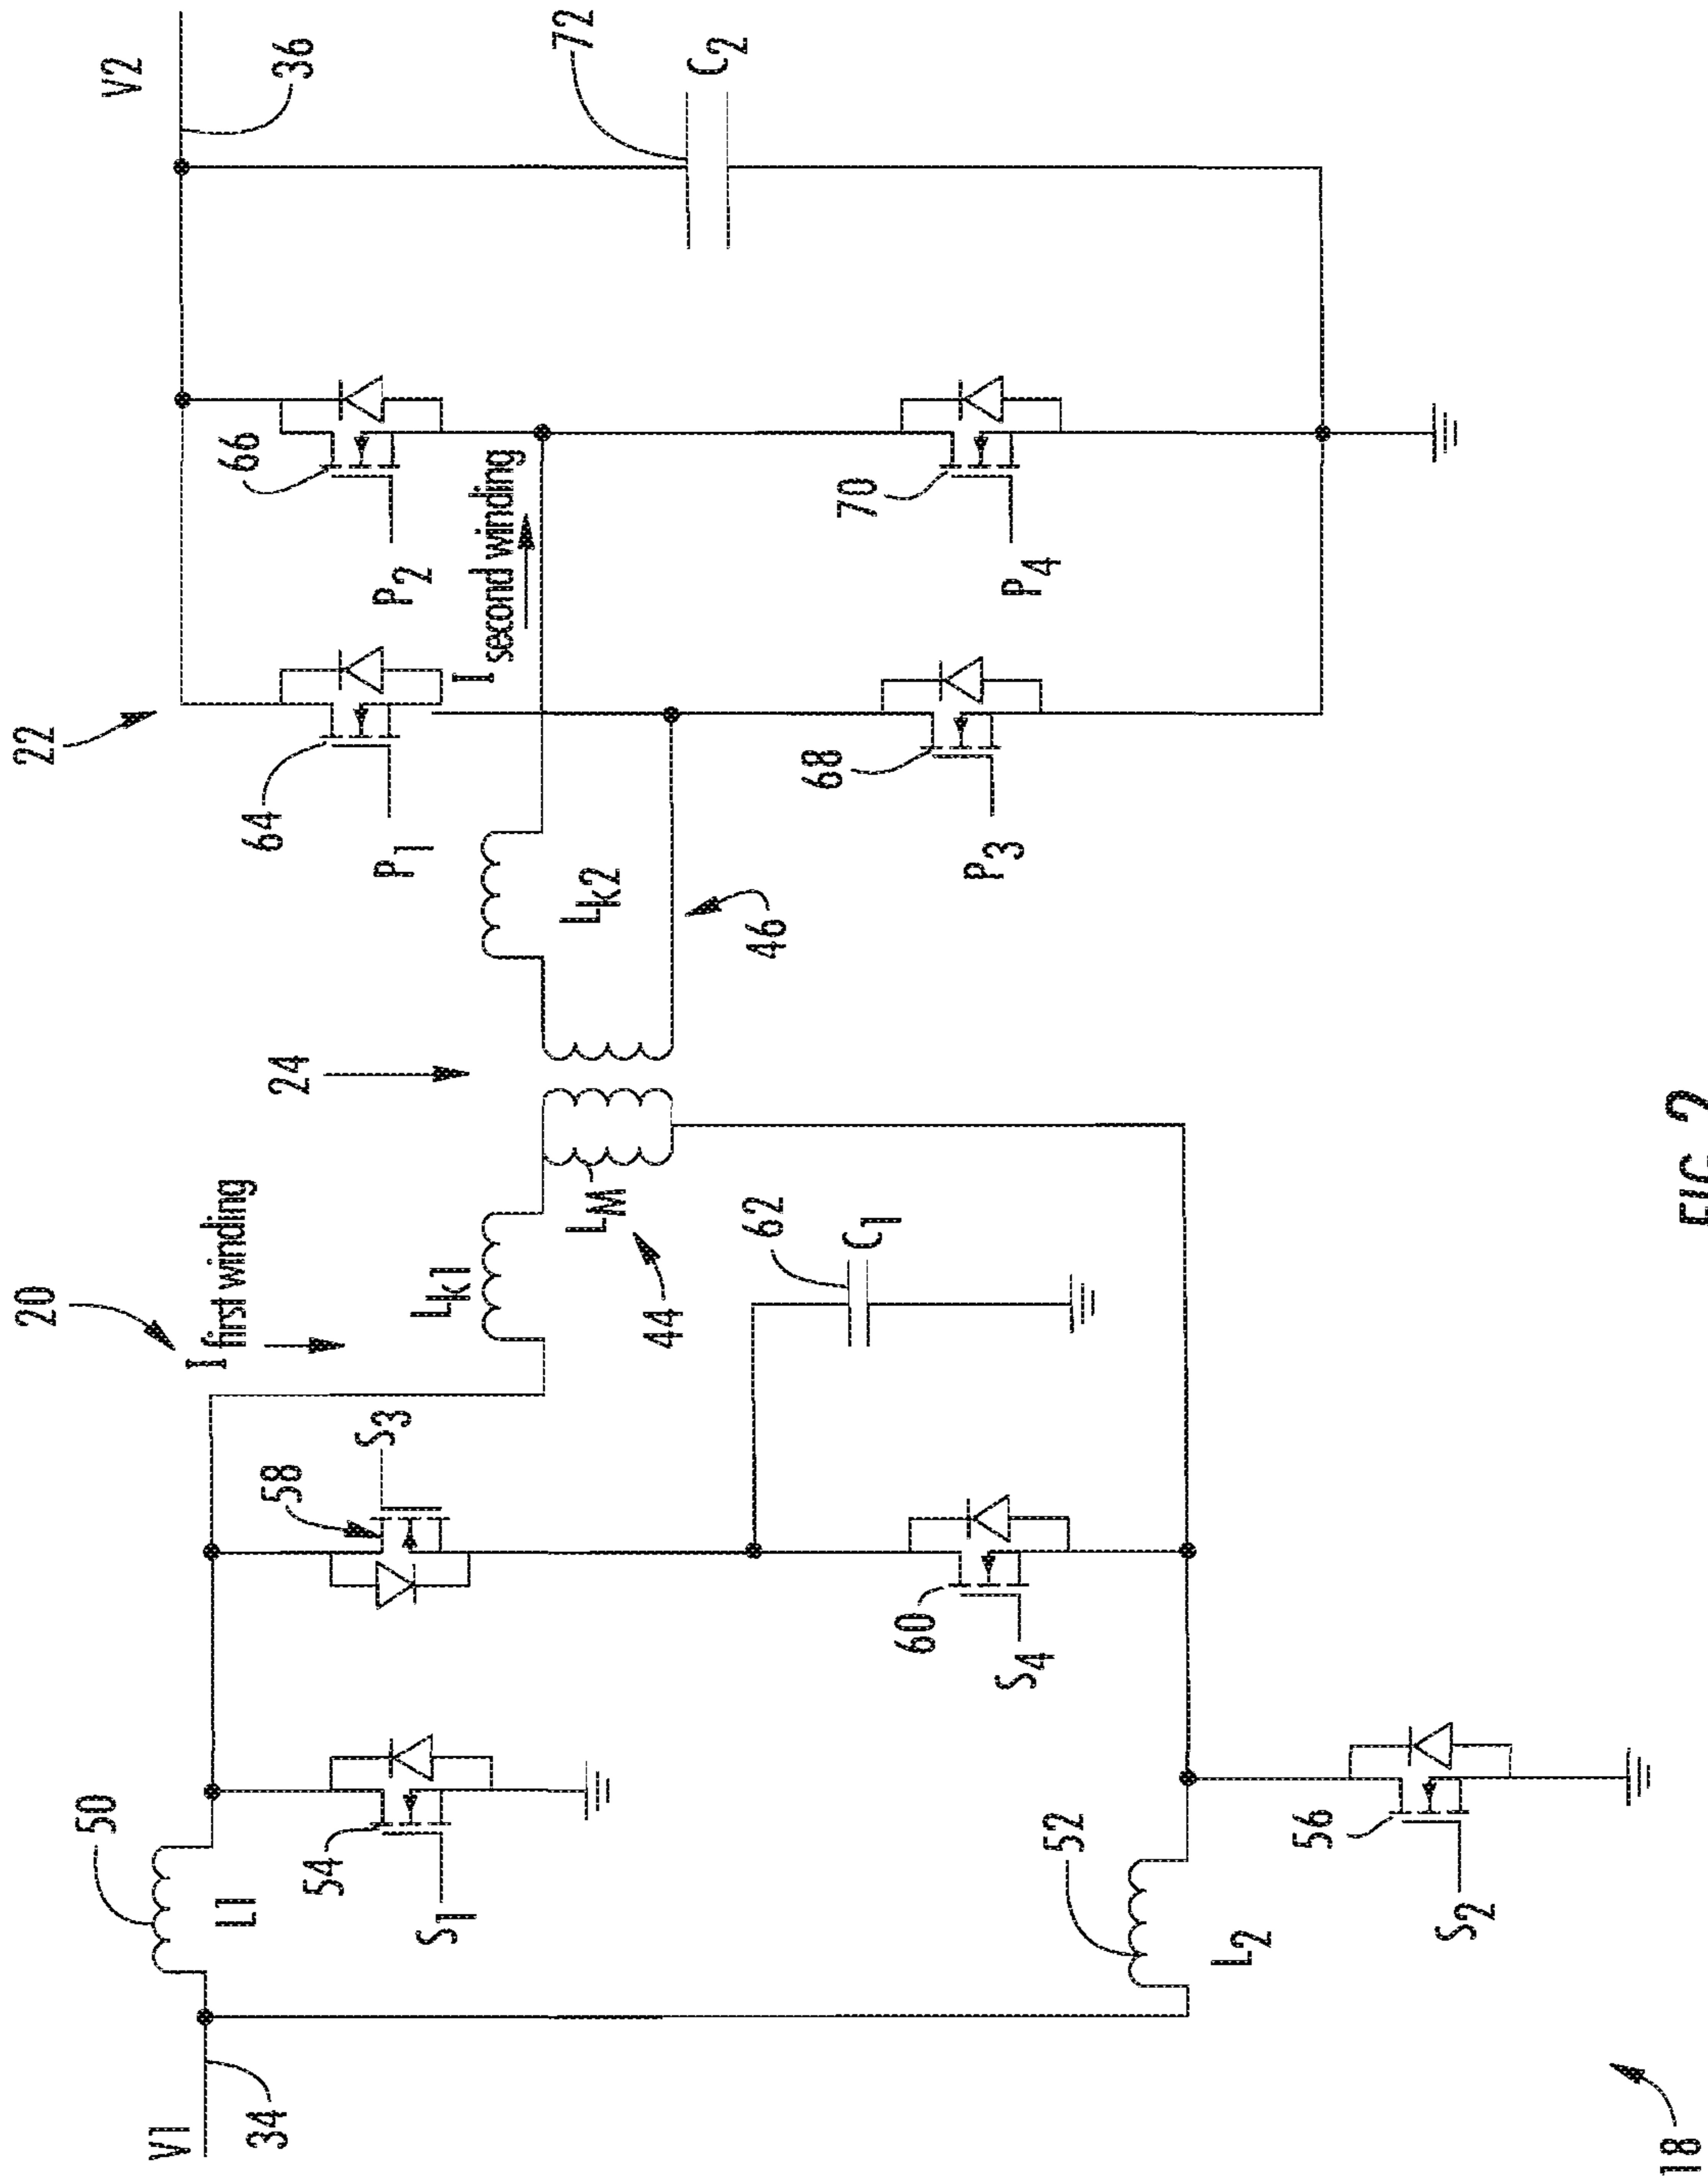 V2
36
72
C2
22
64
P1
66
P2
I second winding
68
P3
70
P4
Lk2
46
24
20
I first winding
Lk1
LM
44
62
C1
58
S3
60
S4
50
L1
54
S1
52
L2
56
S2
V1
34
18
FIG. 2